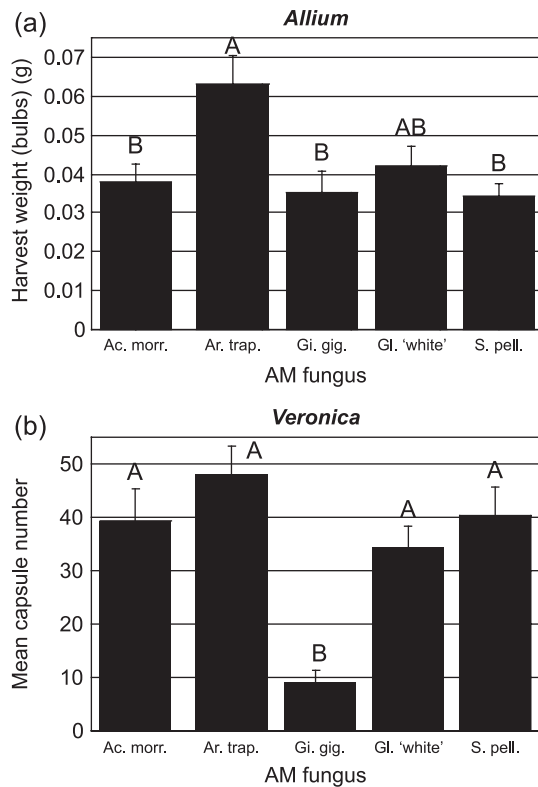 (a)
Allium
Harvest weight (bulbs) (g)
0.07
0.06
0.05
0.04
0.03
0.02
0.01
0
B
A
B
AB
B
Ac. morr.
Ar. trap.
Gi. gig.
Gl. ‘white’
S. pell.
AM fungus
(b)
Veronica
Mean capsule number
50
40
30
20
10
0
A
A
B
A
A
Ac. morr.
Ar. trap.
Gi. gig.
Gl. ‘white’
S. pell.
AM fungus